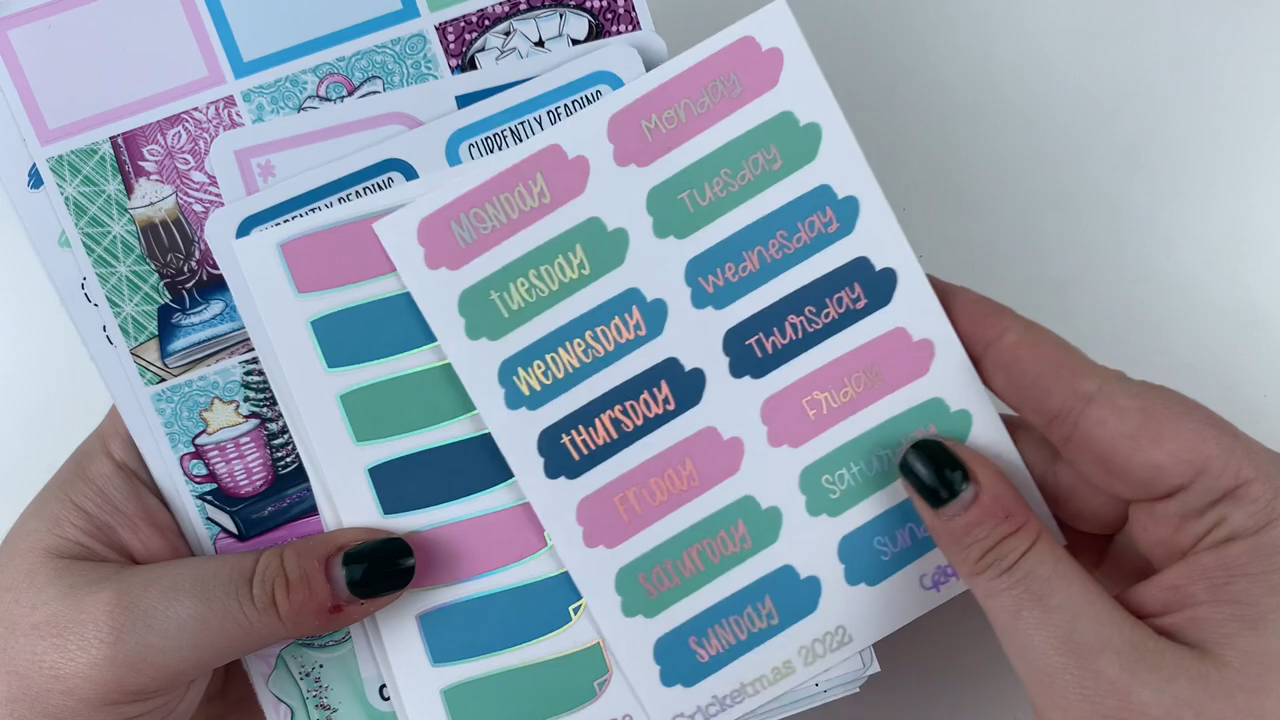 CURRENTLY READING
CURRENTLY READING
MONDAY
tUESDAY
WEDNESDAY
tHURSDAY
FRIDAY
SATURDAY
SUNDAY
Monday
Tuesday
Wednesday
Thursday
Friday
Saturday
Cricketmas 2022